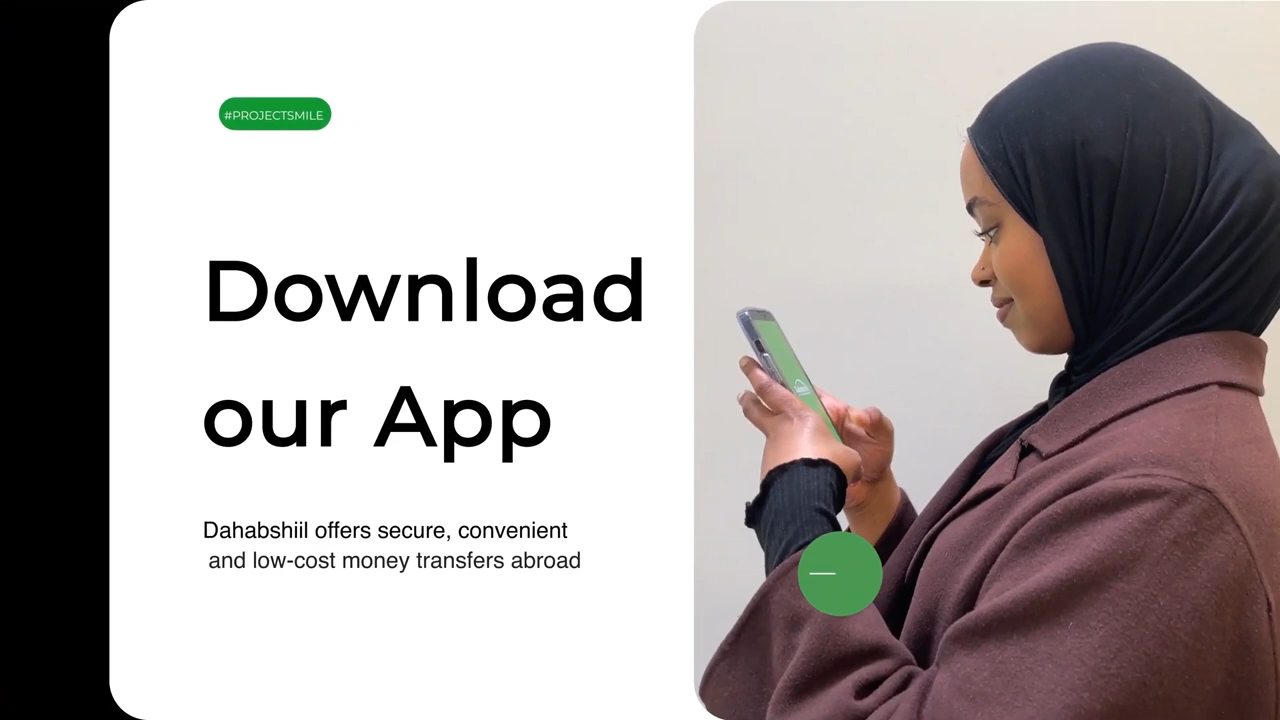 #PROJECTSMILE
Download
our App
Dahabshiil offers secure, convenient
and low-cost money transfers abroad